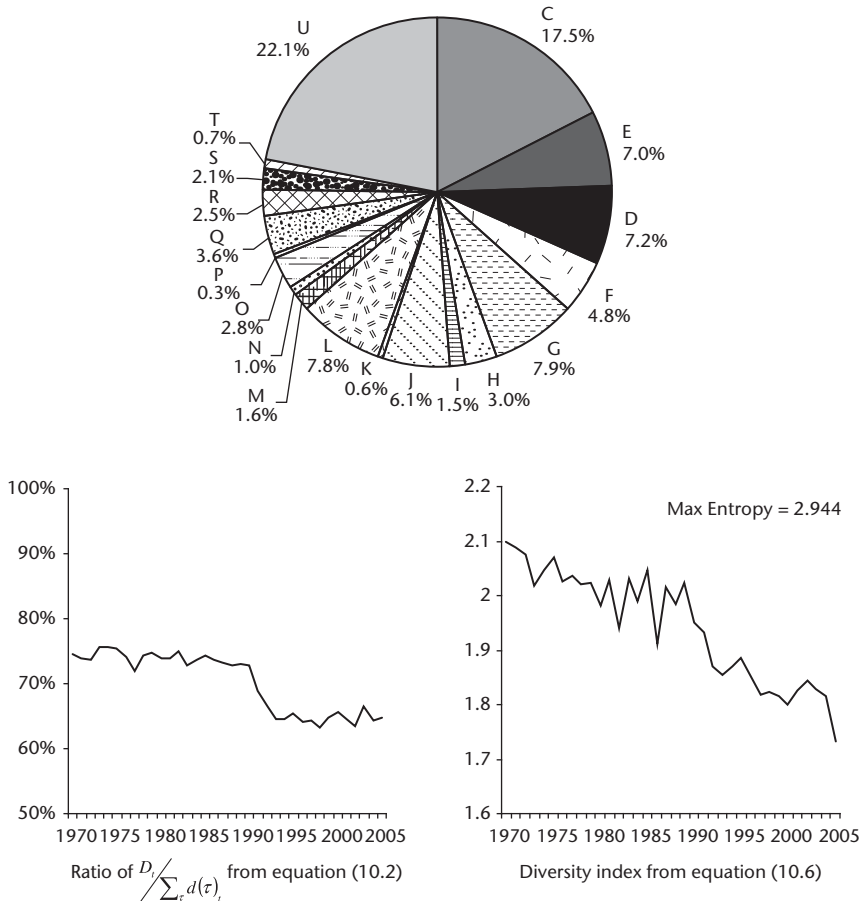 C
17.5%
E
7.0%
D
7.2%
F
4.8%
G
7.9%
H
3.0%
I
1.5%
J
6.1%
K
0.6%
L
7.8%
M
1.6%
N
1.0%
O
2.8%
P
0.3%
Q
3.6%
R
2.5%
S
2.1%
T
0.7%
U
22.1%
100%
90%
80%
70%
60%
50%
1970 1975 1980 1985 1990 1995 2000 2005
Ratio of D_t / Σ_τ d(τ)_t from equation (10.2)
2.2
2.1
2
1.9
1.8
1.7
1.6
Max Entropy = 2.944
1970 1975 1980 1985 1990 1995 2000 2005
Diversity index from equation (10.6)